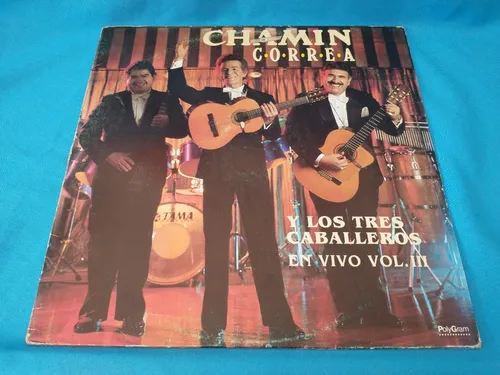 CHAMIN
C·O·R·R·E·A
TAMA
Y LOS TRES
CABALLEROS
EN VIVO VOL. III
PolyGram